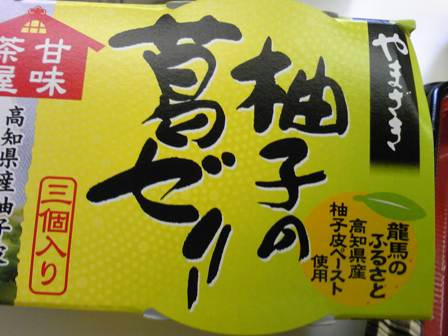 やまざき
柚子の
葛ゼリー
甘味
茶屋
三個入り
龍馬の
ふるさと
高知県産
柚子皮ペースト
使用
高知県産柚子皮